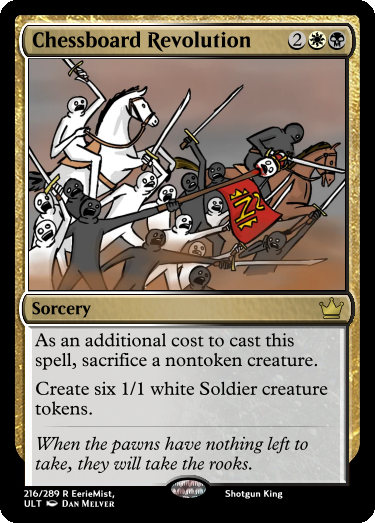 Chessboard Revolution 2
Sorcery
As an additional cost to cast this
spell, sacrifice a nontoken creature.
Create six 1/1 white Soldier creature
tokens.
When the pawns have nothing left to
take, they will take the rooks.
216/289 R EerieMist, Shotgun King
ULT DAN MELVER